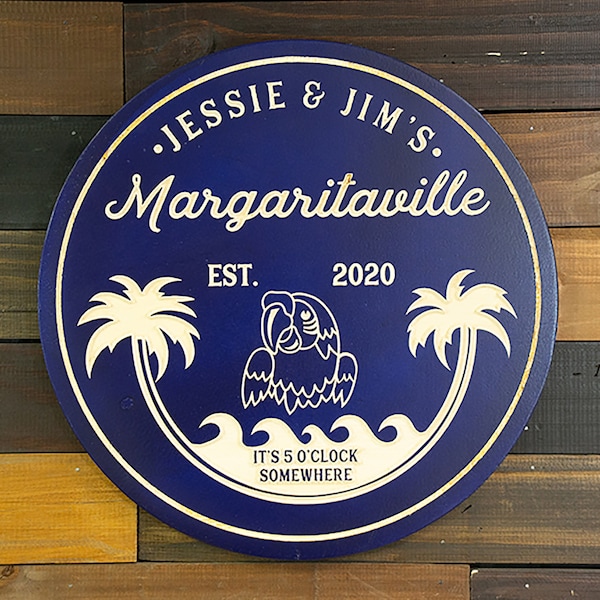 •JESSIE & JIM'S•
Margaritaville
EST. 2020
IT'S 5 O'CLOCK
SOMEWHERE